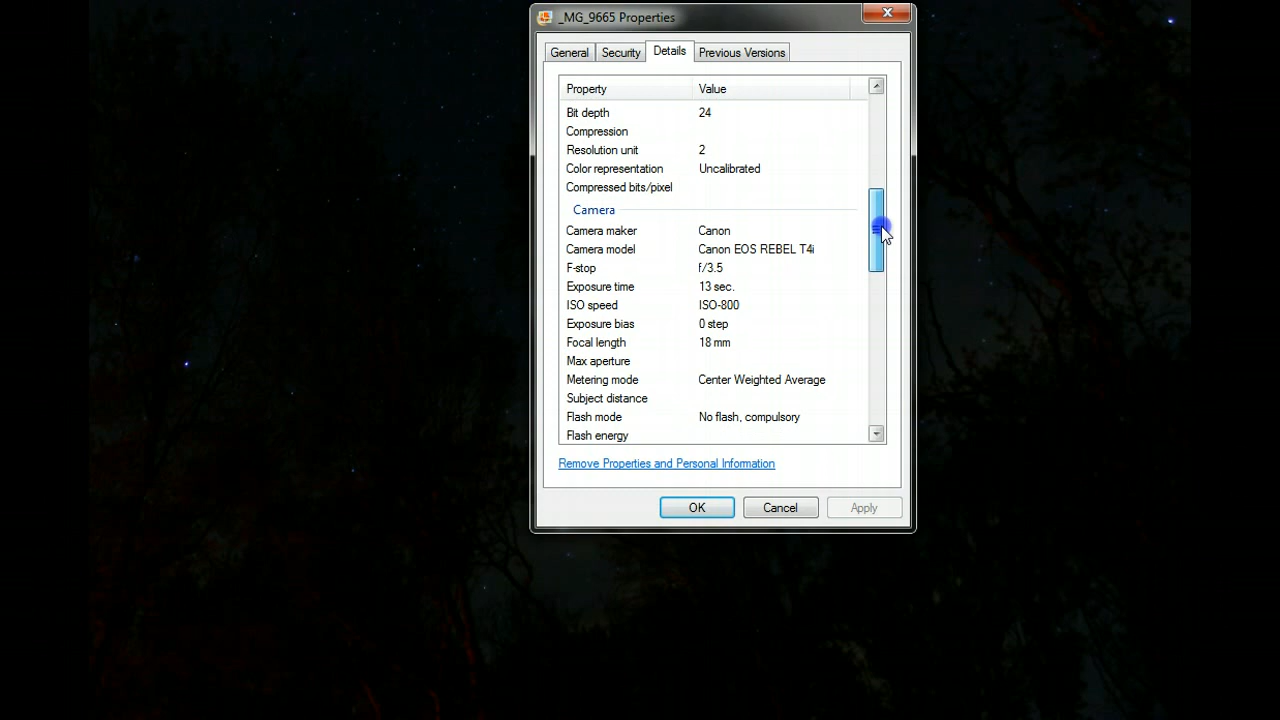 _MG_9665 Properties
General Security Details Previous Versions
Property Value
Bit depth 24
Compression
Resolution unit 2
Color representation Uncalibrated
Compressed bits/pixel
Camera
Camera maker Canon
Camera model Canon EOS REBEL T4i
F-stop f/3.5
Exposure time 13 sec.
ISO speed ISO-800
Exposure bias 0 step
Focal length 18 mm
Max aperture
Metering mode Center Weighted Average
Subject distance
Flash mode No flash, compulsory
Flash energy
Remove Properties and Personal Information
OK Cancel Apply